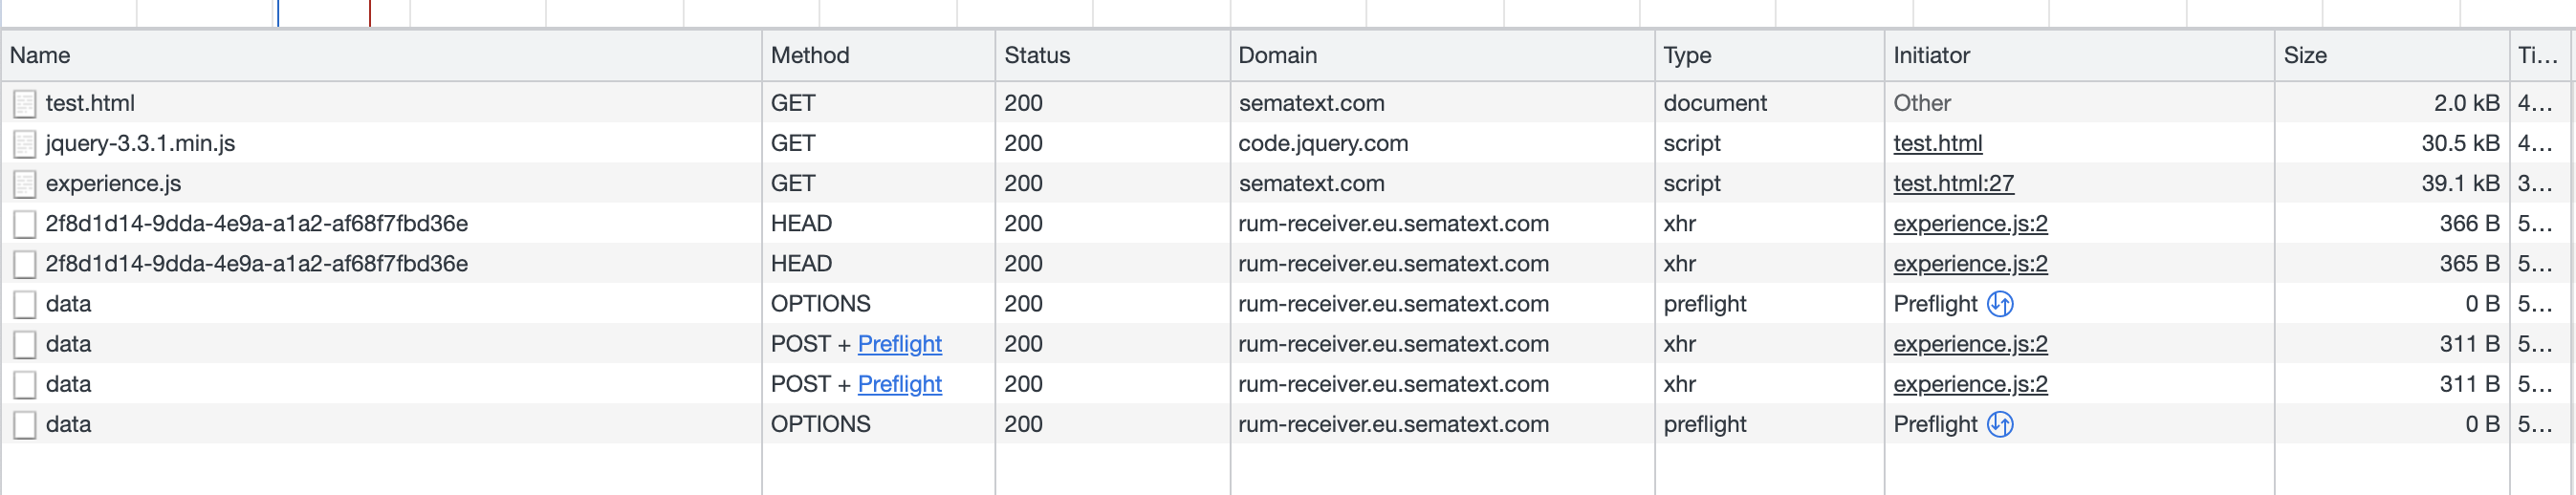 Name Method Status Domain Type Initiator Size Ti...
test.html GET 200 sematext.com document Other 2.0 kB 4...
jquery-3.3.1.min.js GET 200 code.jquery.com script test.html 30.5 kB 4...
experience.js GET 200 sematext.com script test.html:27 39.1 kB 3...
2f8d1d14-9dda-4e9a-a1a2-af68f7fbd36e HEAD 200 rum-receiver.eu.sematext.com xhr experience.js:2 366 B 5...
2f8d1d14-9dda-4e9a-a1a2-af68f7fbd36e HEAD 200 rum-receiver.eu.sematext.com xhr experience.js:2 365 B 5...
data OPTIONS 200 rum-receiver.eu.sematext.com preflight Preflight 0 B 5...
data POST + Preflight 200 rum-receiver.eu.sematext.com xhr experience.js:2 311 B 5...
data POST + Preflight 200 rum-receiver.eu.sematext.com xhr experience.js:2 311 B 5...
data OPTIONS 200 rum-receiver.eu.sematext.com preflight Preflight 0 B 5...